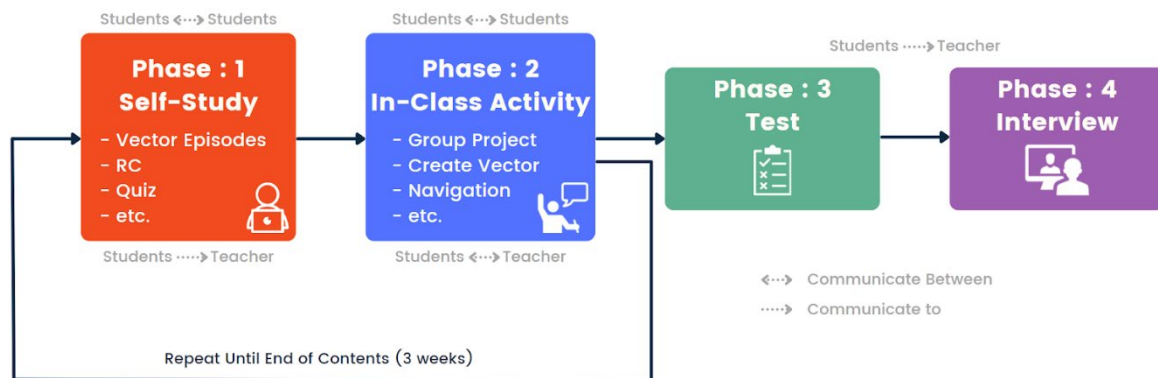 Students <···> Students
Phase : 1
Self-Study
- Vector Episodes
- RC
- Quiz
- etc.
Students ·····> Teacher
Students <···> Students
Phase : 2
In-Class Activity
- Group Project
- Create Vector
- Navigation
- etc.
Students <···> Teacher
Students ·····> Teacher
Phase : 3
Test
Phase : 4
Interview
<···> Communicate Between
·····> Communicate to
Repeat Until End of Contents (3 weeks)